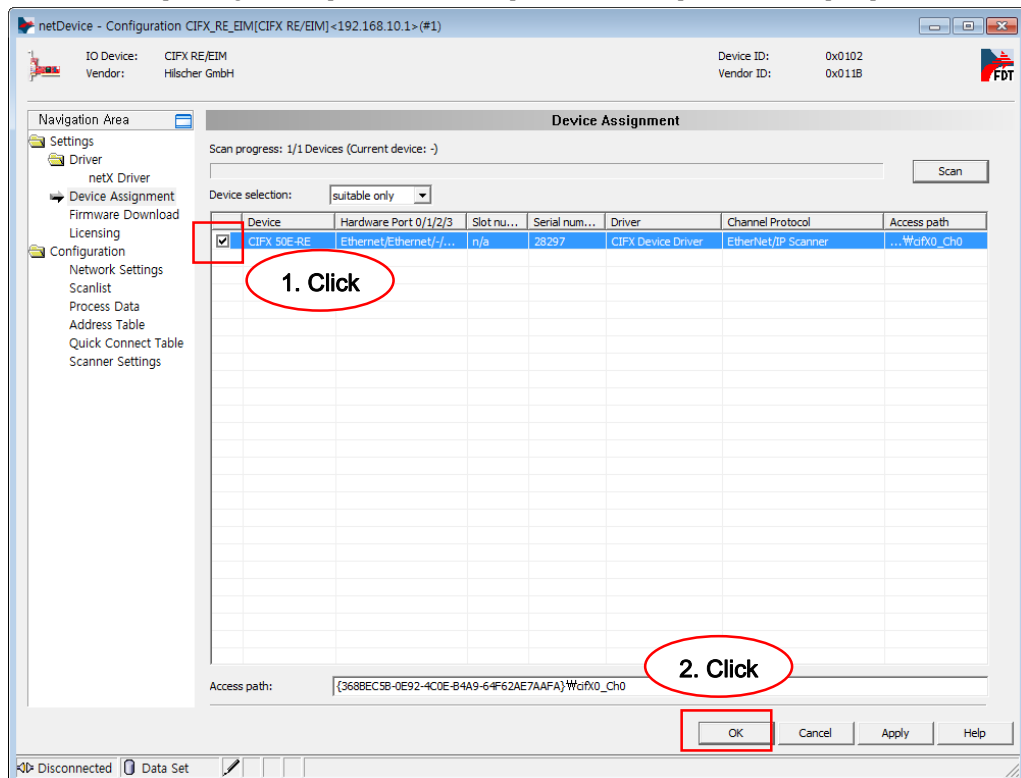 netDevice - Configuration CIFX_RE_EIM[CIFX RE/EIM]<192.168.10.1>(#1)
IO Device: CIFX RE/EIM Device ID: 0x0102
Vendor: Hilscher GmbH Vendor ID: 0x011B
FDT
Navigation Area
Device Assignment
Settings
Driver
netX Driver
Device Assignment
Firmware Download
Licensing
Configuration
Network Settings
Scanlist
Process Data
Address Table
Quick Connect Table
Scanner Settings
Scan progress: 1/1 Devices (Current device: -)
Scan
Device selection: suitable only
Device Hardware Port 0/1/2/3 Slot nu... Serial num... Driver Channel Protocol Access path
CIFX 50E-RE Ethernet/Ethernet/-/... n/a 28297 CIFX Device Driver EtherNet/IP Scanner ...₩cifX0_Ch0
1. Click
2. Click
Access path: {368BEC5B-0E92-4C0E-B4A9-64F62AE7AAFA}₩cifX0_Ch0
OK Cancel Apply Help
Disconnected Data Set